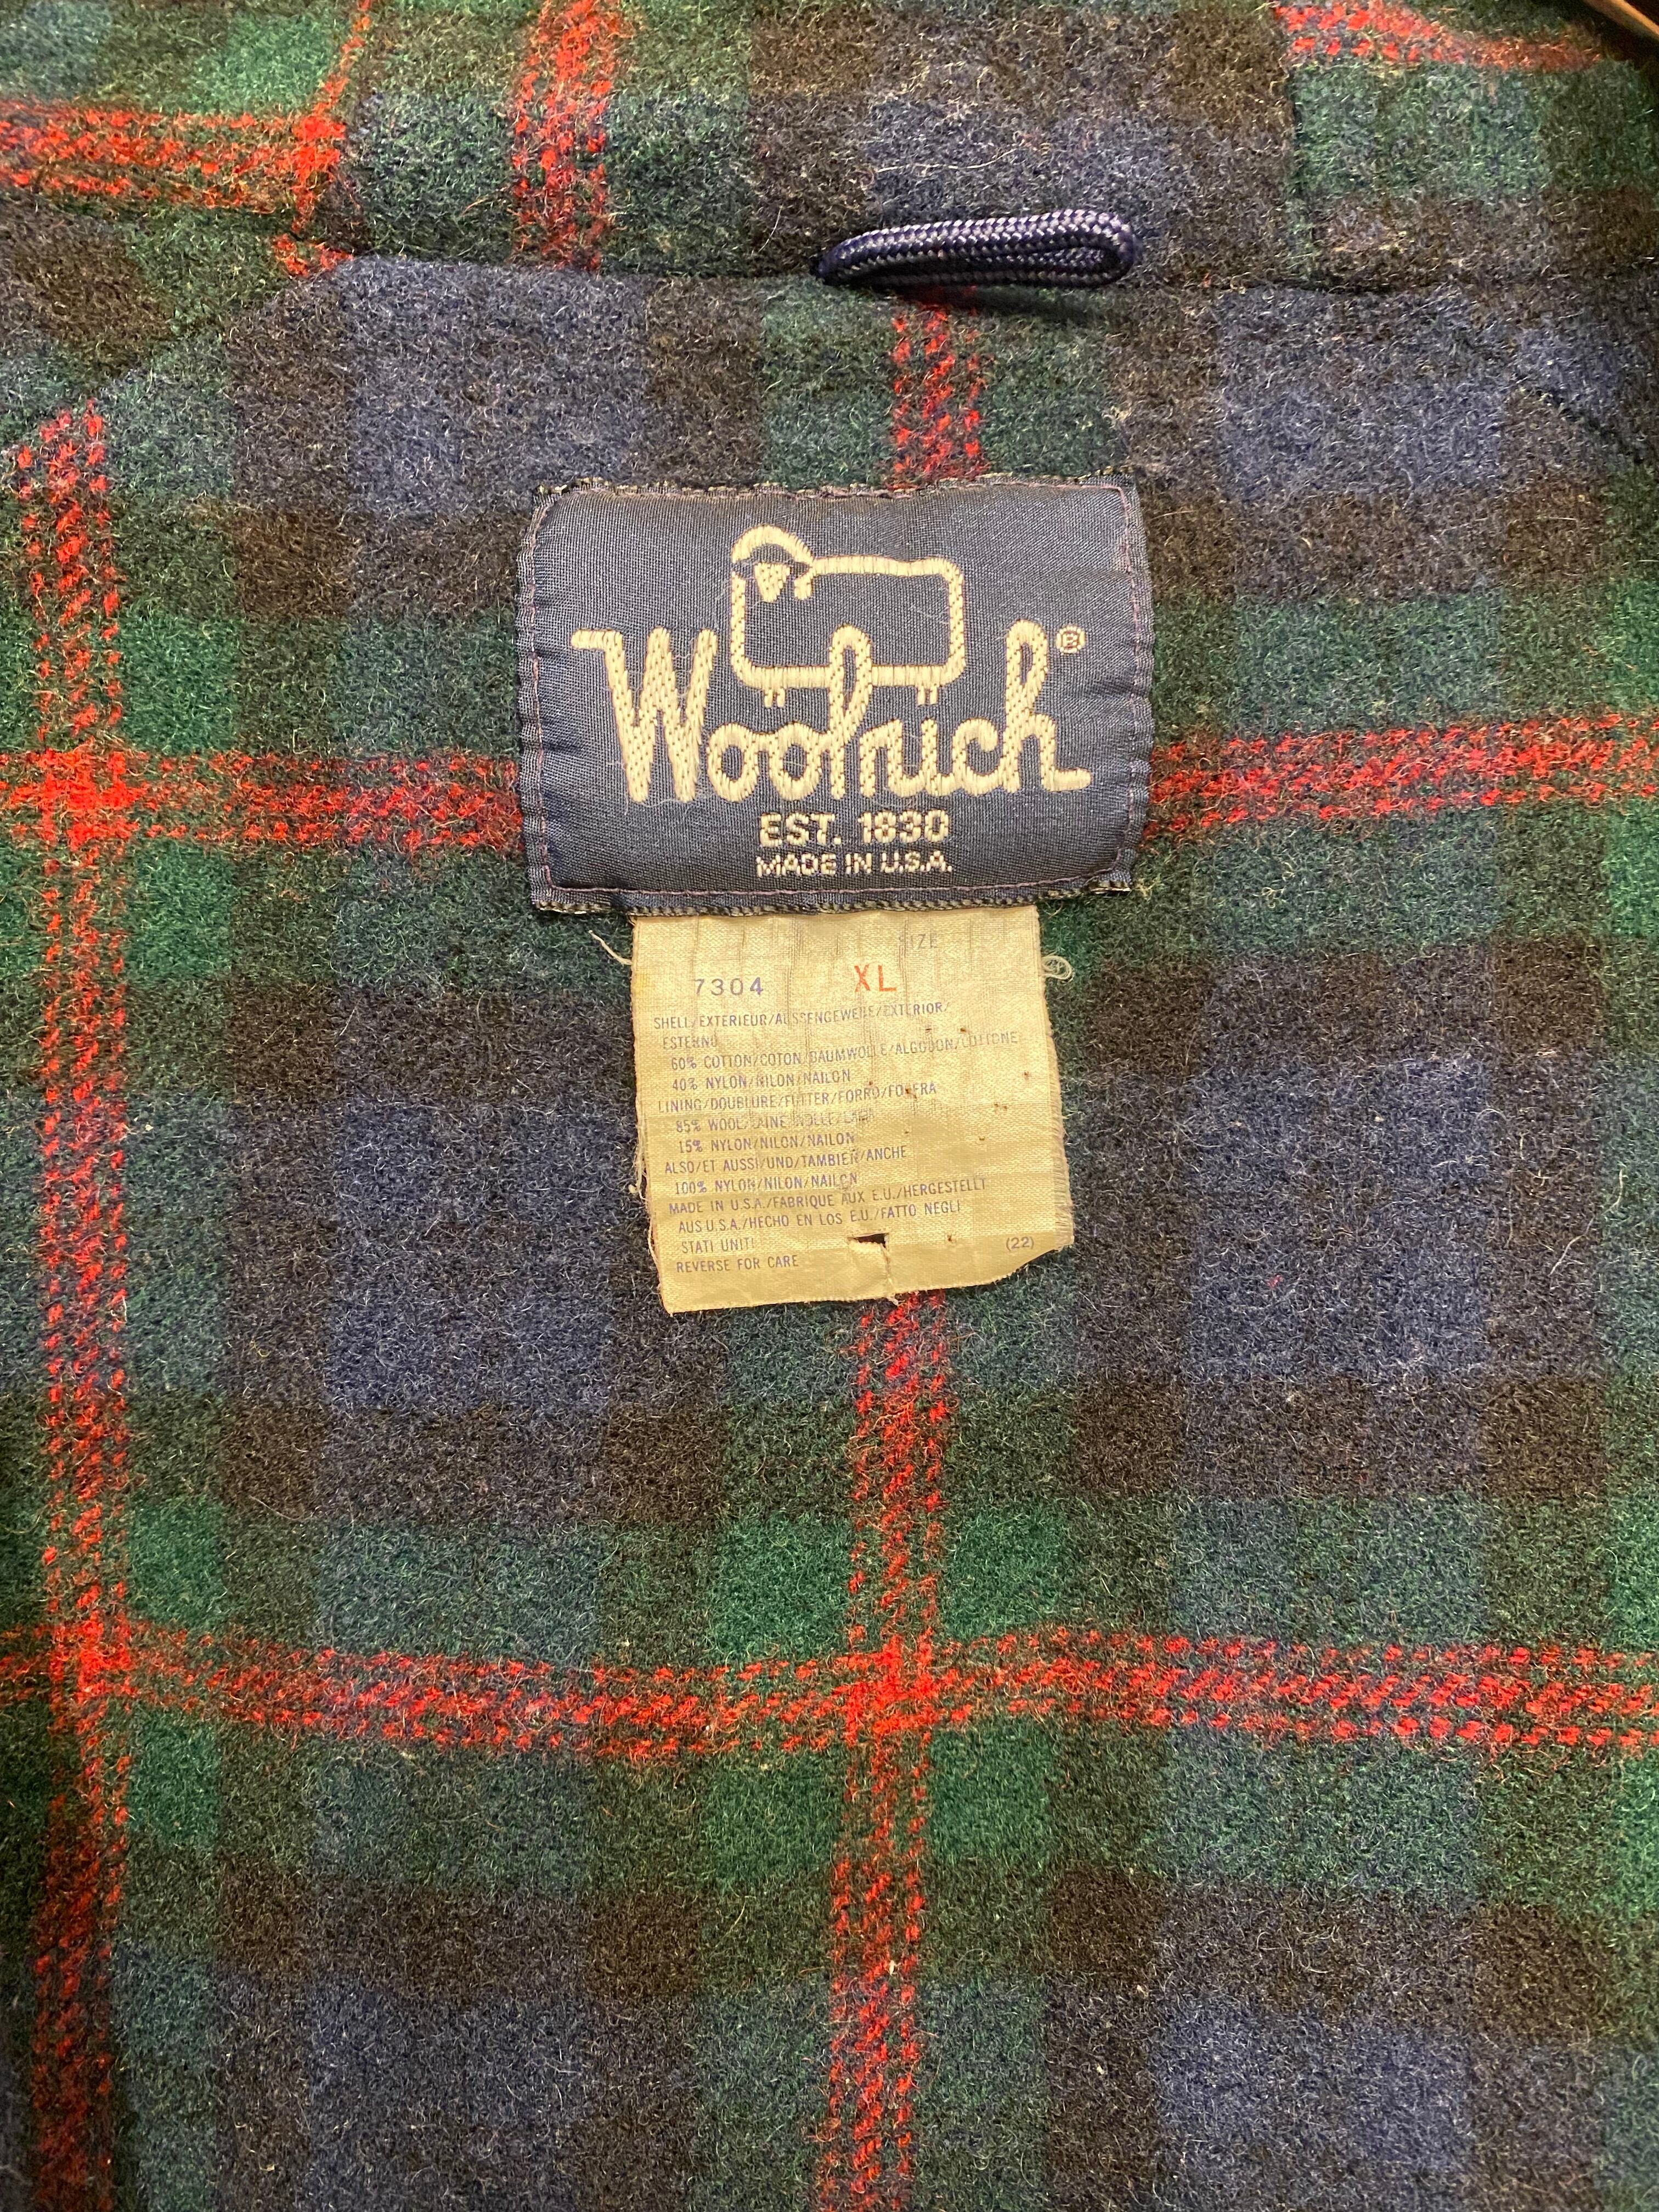 Woolrich®
EST. 1830
MADE IN U.S.A.
SIZE
7304 XL
SHELL/EXTERIEUR/AUSSENGEWEBE/EXTERIOR/
ESTERNO
60% COTTON/COTON/BAUMWOLLE/ALGODON/COTTONE
40% NYLON/NILON/NAILON
LINING/DOUBLURE/FUTTER/FORRO/FODERA
85% WOOL/LAINE/WOLLE/LANA
15% NYLON/NILON/NAILON
ALSO/ET AUSSI/UND/TAMBIEN/ANCHE
100% NYLON/NILON/NAILON
MADE IN U.S.A./FABRIQUE AUX E.U./HERGESTELLT
AUS U.S.A./HECHO EN LOS E.U./FATTO NEGLI
STATI UNITI (22)
REVERSE FOR CARE